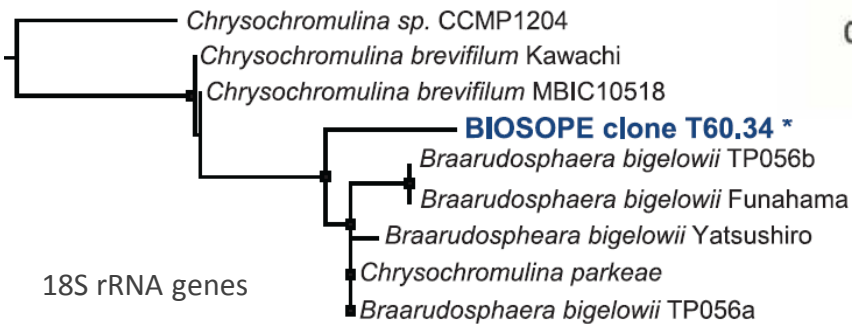 Chrysochromulina sp. CCMP1204
Chrysochromulina brevifilum Kawachi
Chrysochromulina brevifilum MBIC10518
BIOSOPE clone T60.34 *
Braarudosphaera bigelowii TP056b
Braarudosphaera bigelowii Funahama
Braarudospheara bigelowii Yatsushiro
Chrysochromulina parkeae
Braarudosphaera bigelowii TP056a
18S rRNA genes